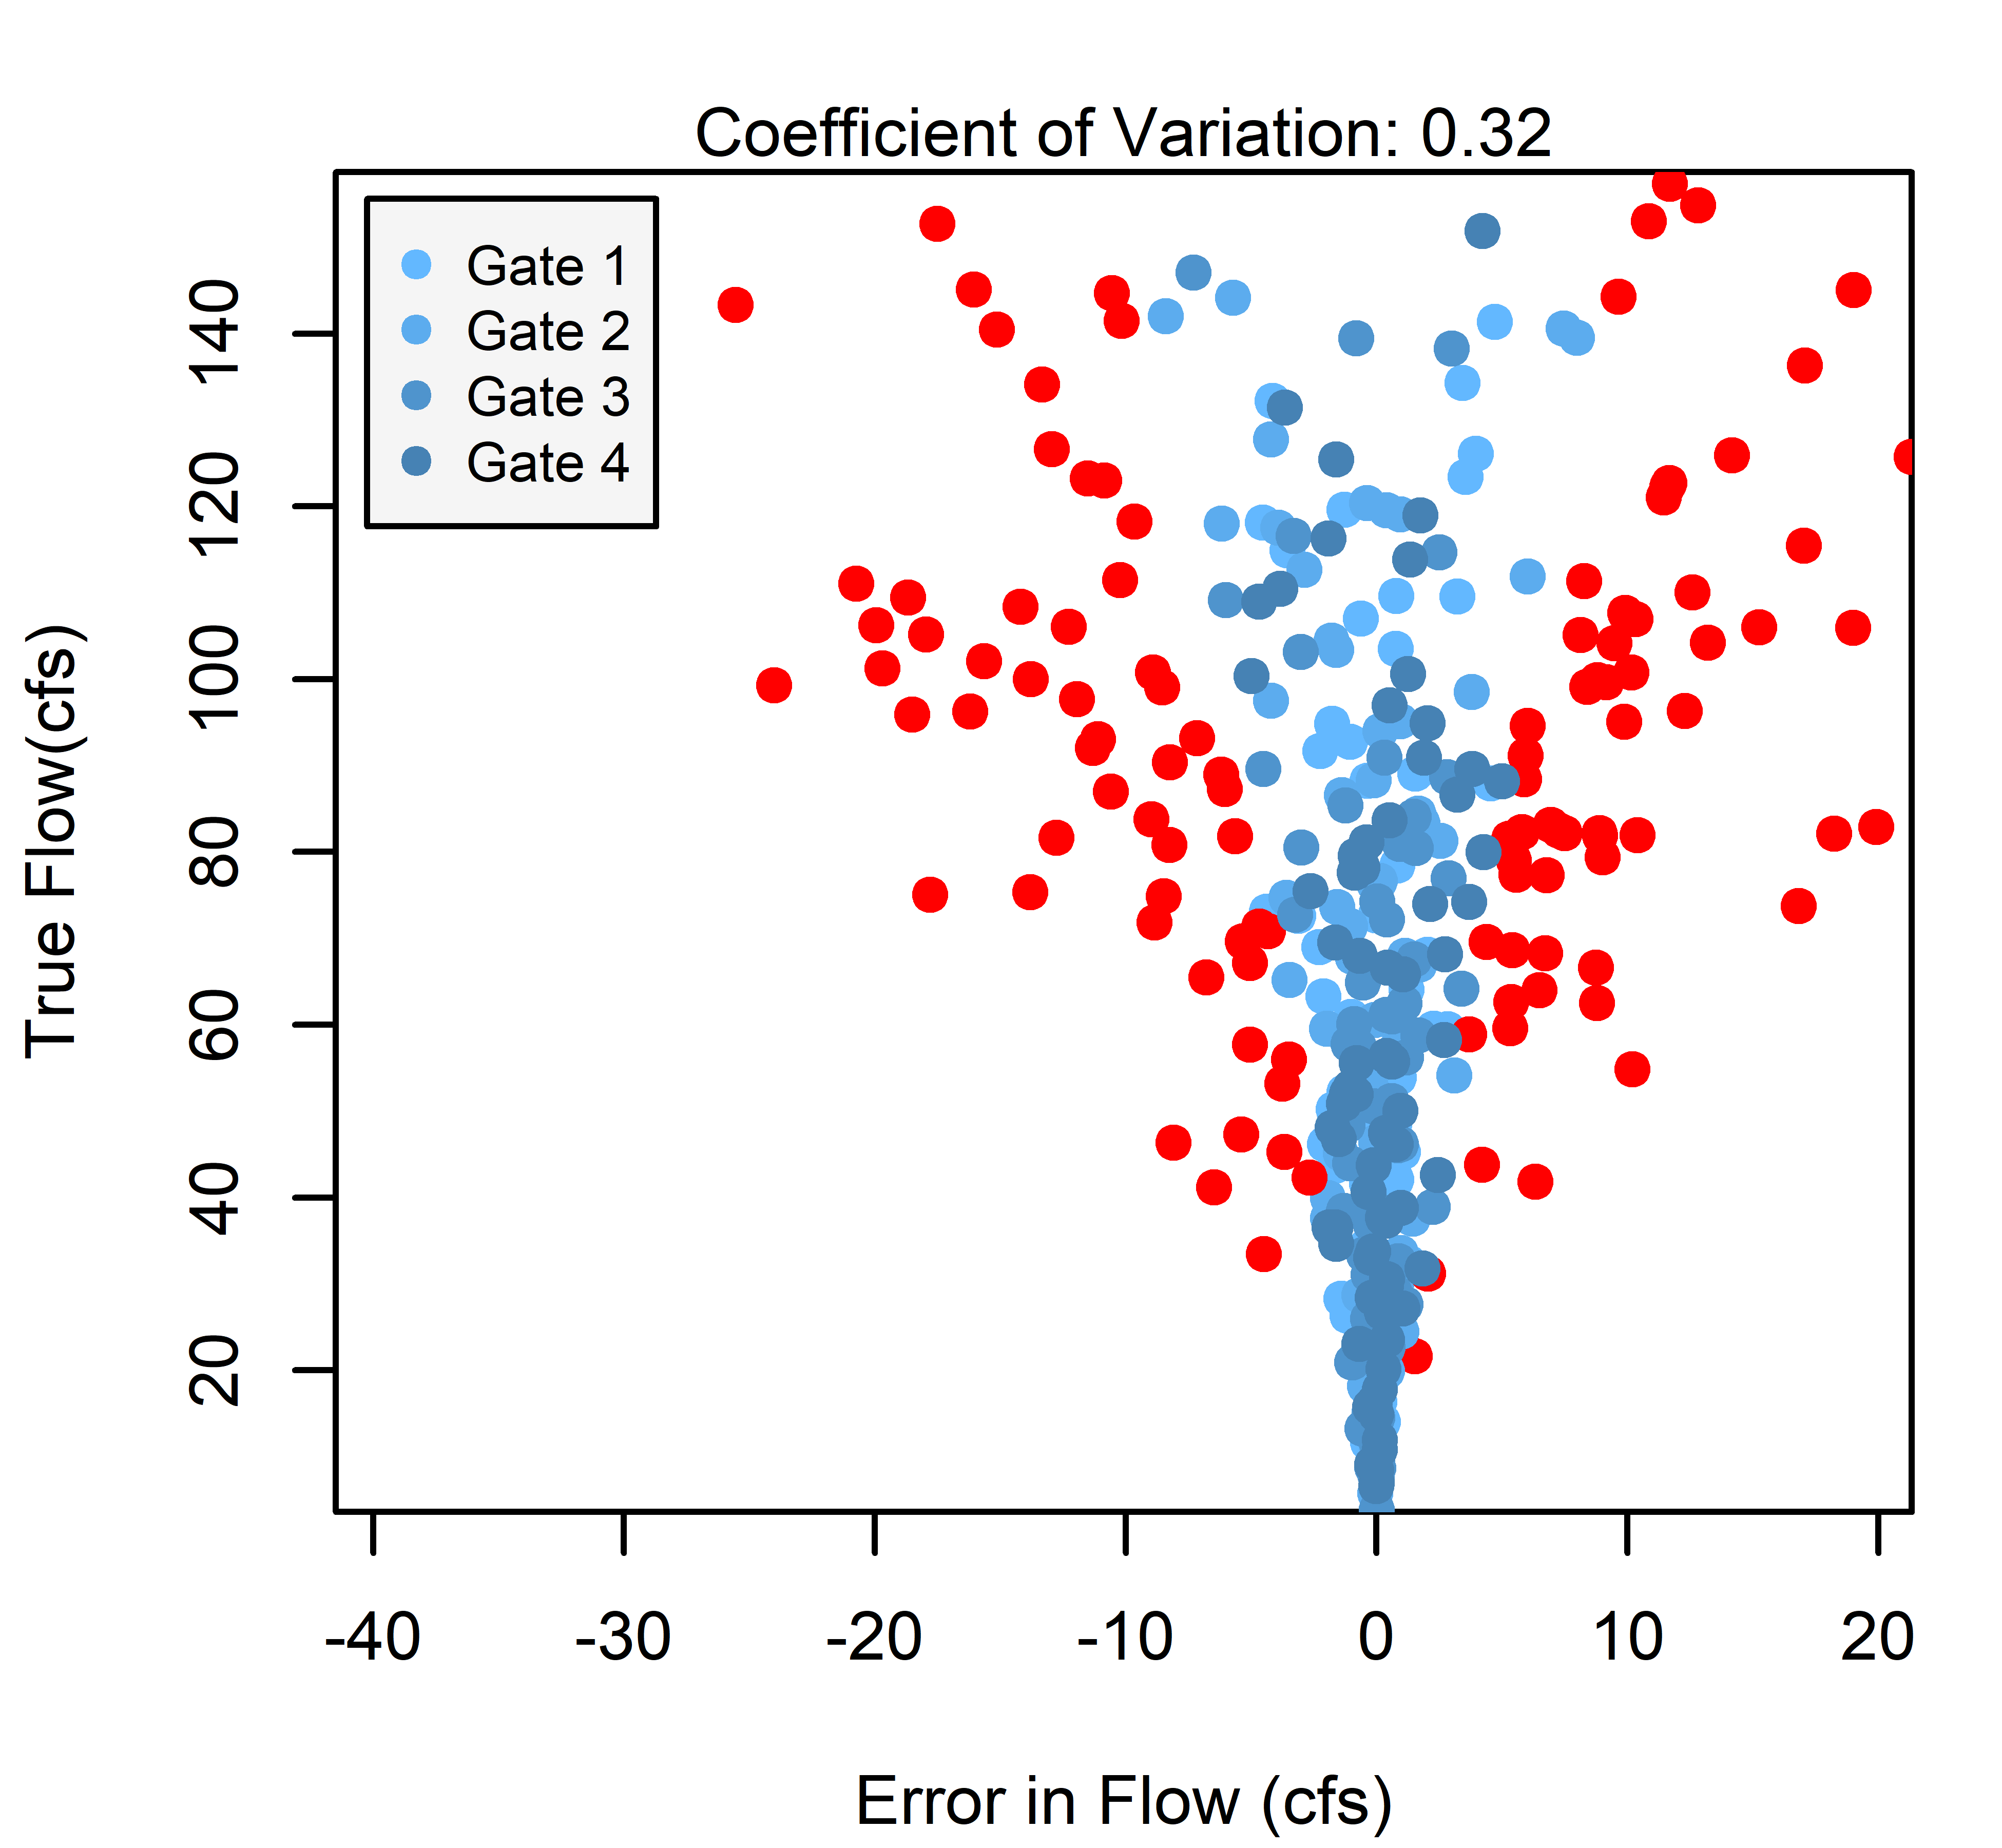 Coefficient of Variation: 0.32
Gate 1
Gate 2
Gate 3
Gate 4
True Flow(cfs)
140
120
100
80
60
40
20
-40 -30 -20 -10 0 10 20
Error in Flow (cfs)